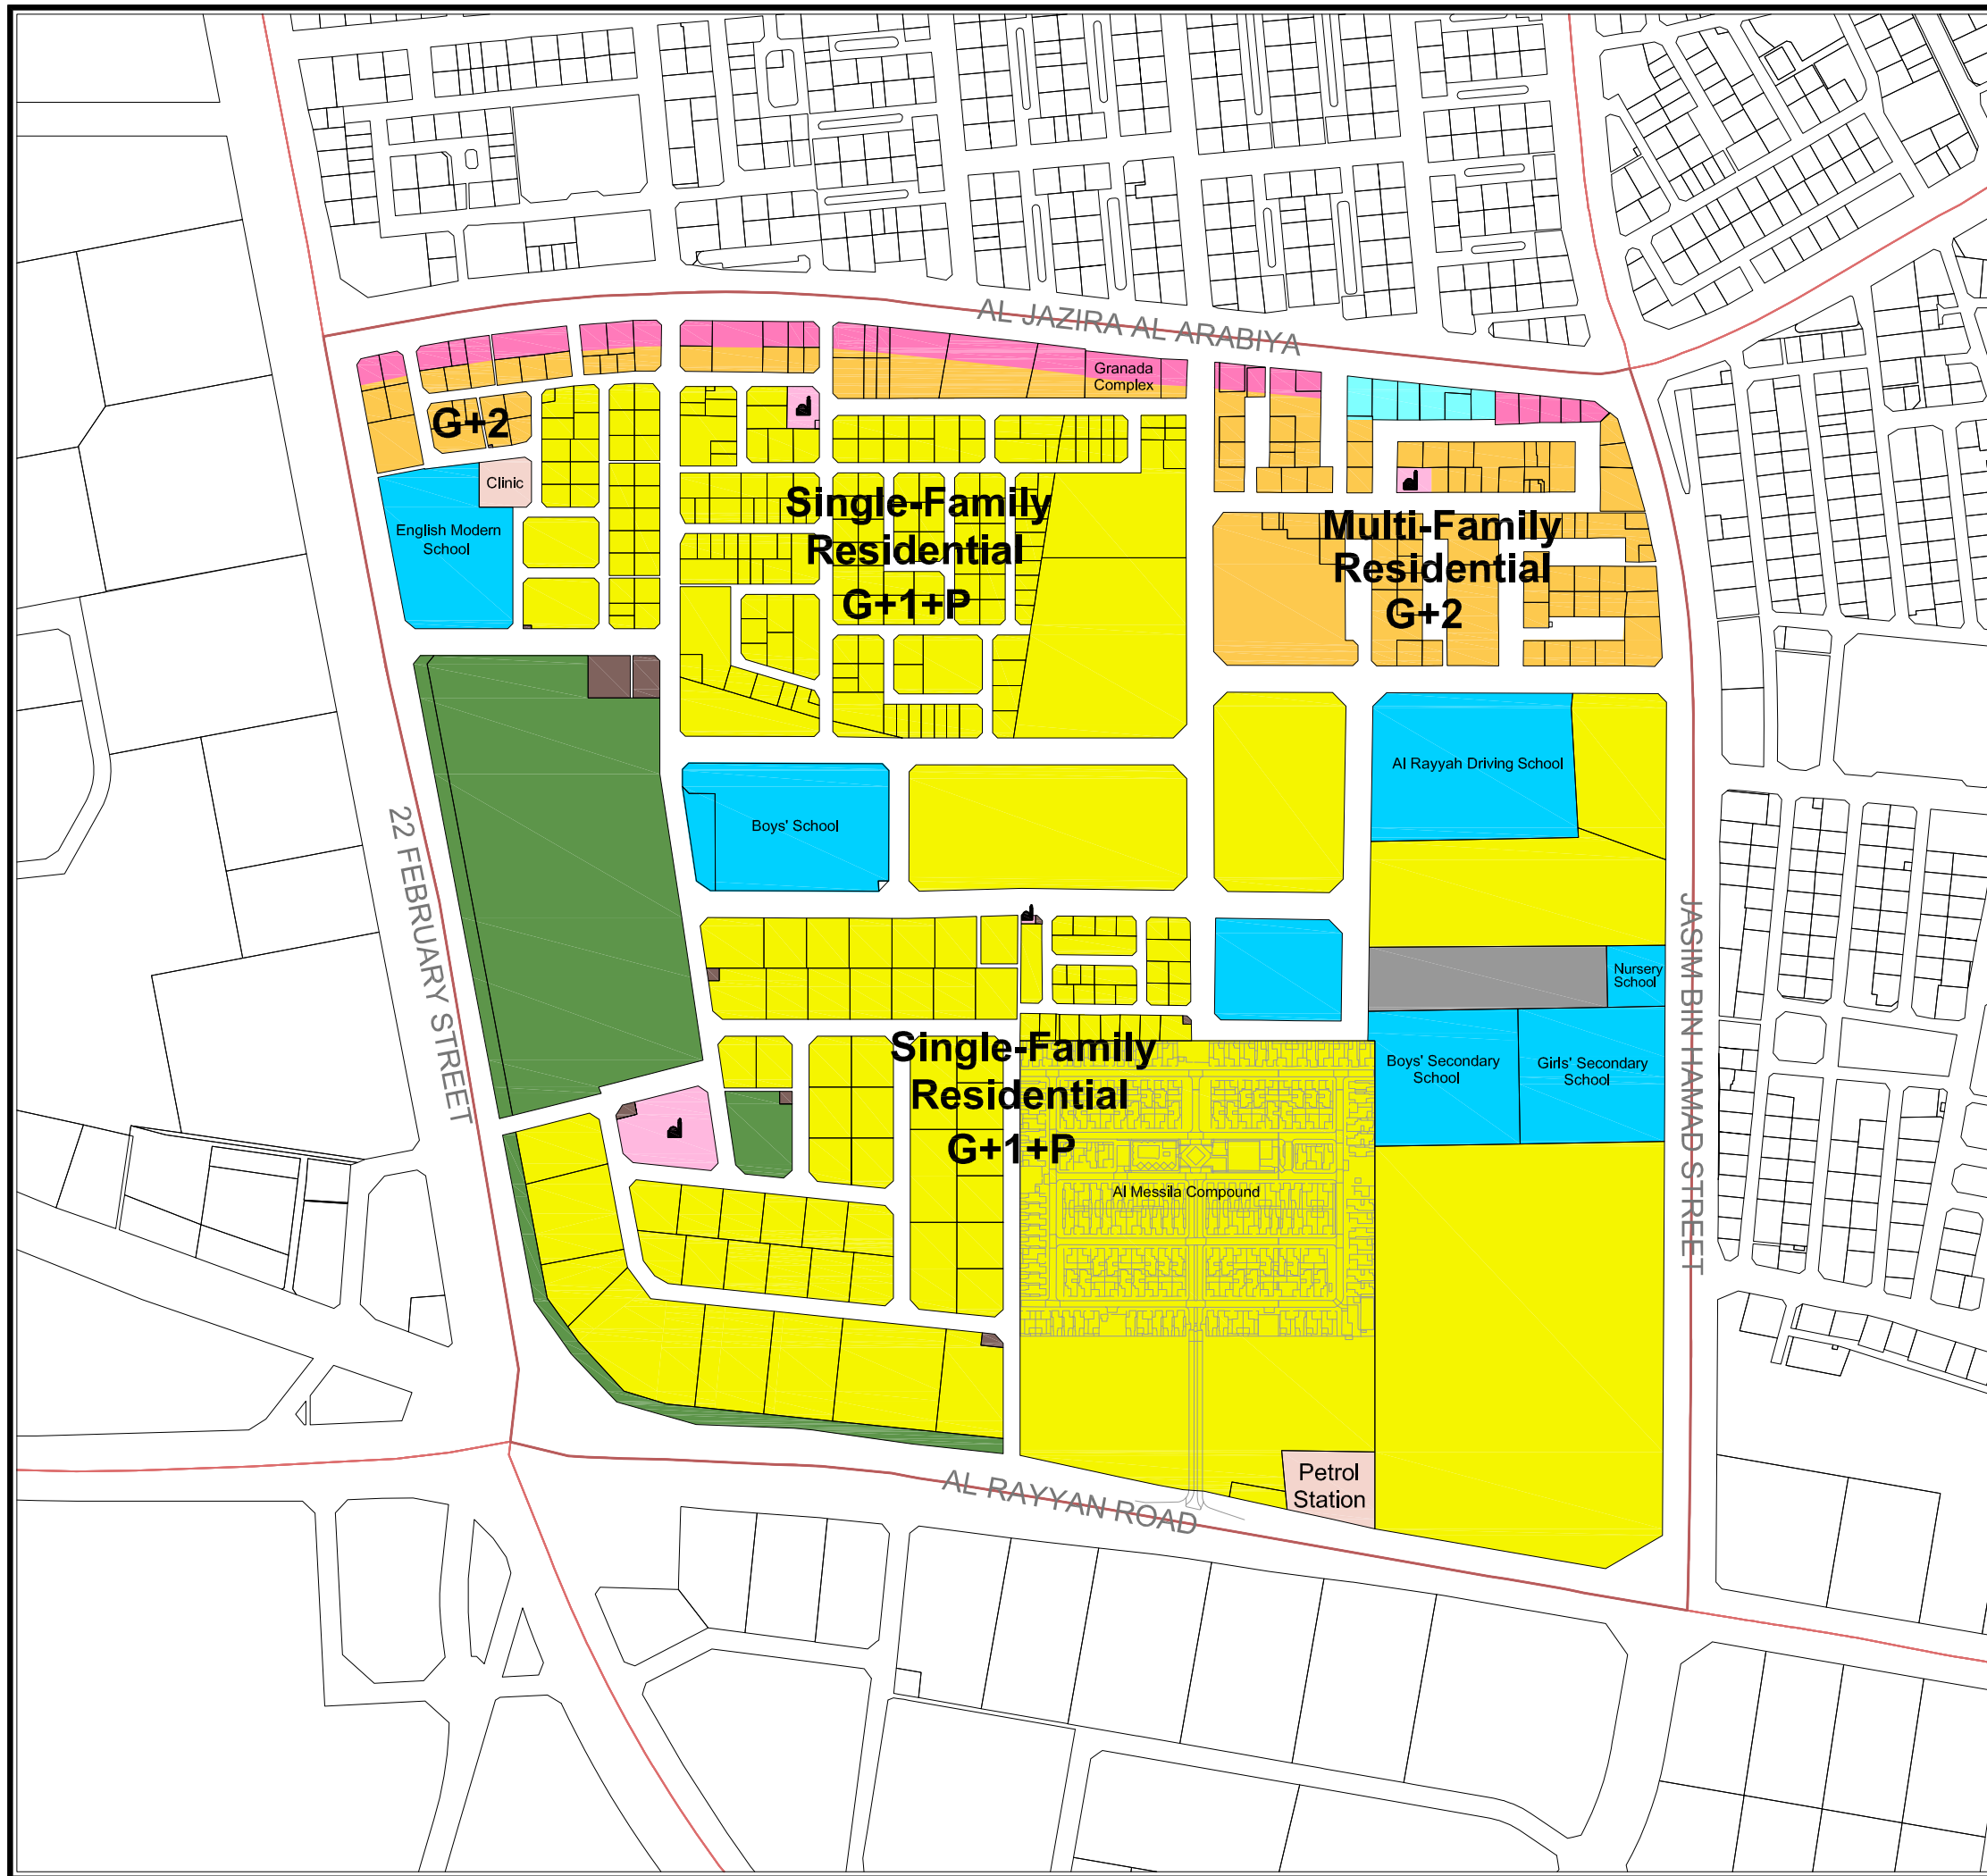 AL JAZIRA AL ARABIYA
Granada
Complex
G+2
Clinic
English Modern
School
Single-Family
Residential
G+1+P
Multi-Family
Residential
G+2
Al Rayyah Driving School
Boys' School
22 FEBRUARY STREET
JASIM BIN HAMAD STREET
Nursery
School
Single-Family
Residential
G+1+P
Boys' Secondary
School
Girls' Secondary
School
Al Messila Compound
Petrol
Station
AL RAYYAN ROAD